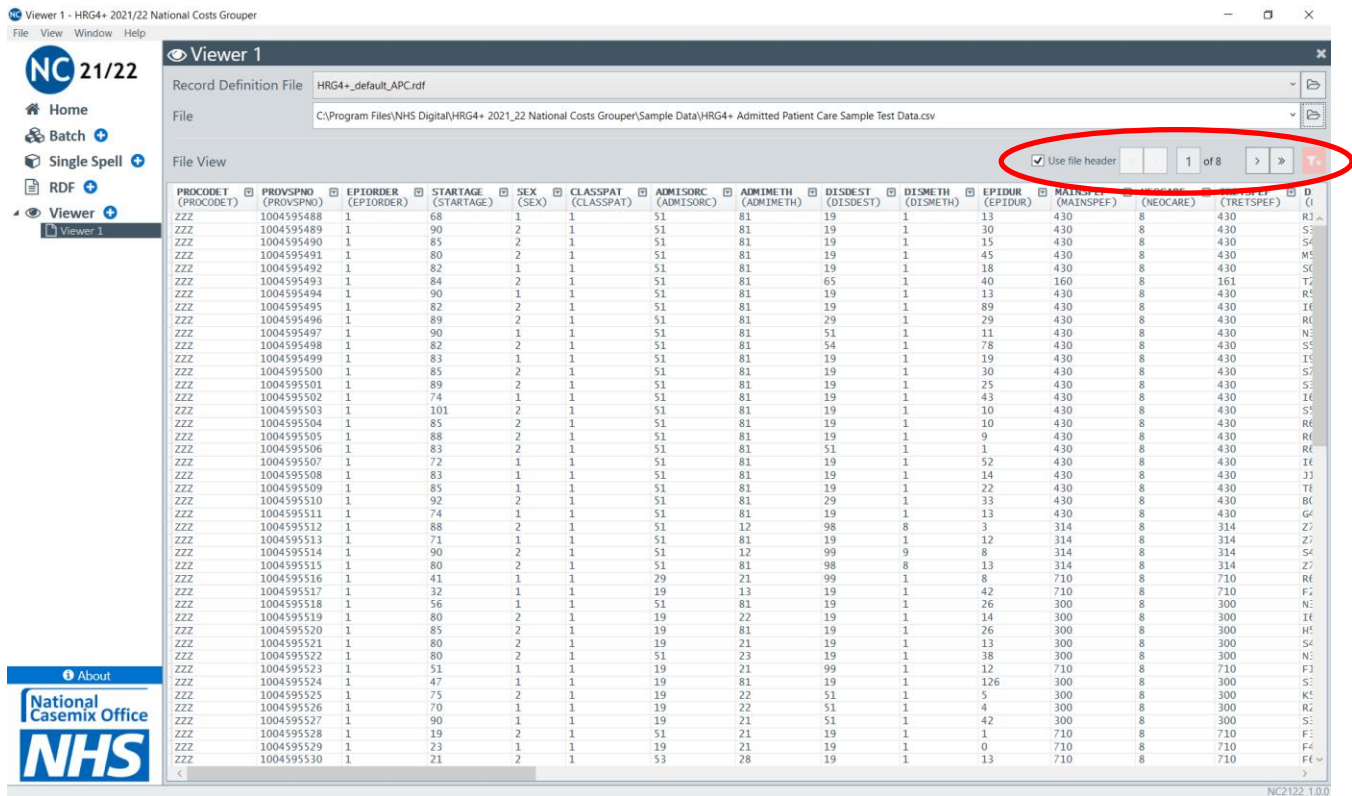 NC Viewer 1 - HRG4+ 2021/22 National Costs Grouper
File View Window Help
NC 21/22
Home
Batch
Single Spell
RDF
Viewer
Viewer 1
Viewer 1
Record Definition File HRG4+_default_APC.rdf
File C:\Program Files\NHS Digital\HRG4+ 2021_22 National Costs Grouper\Sample Data\HRG4+ Admitted Patient Care Sample Test Data.csv
File View Use file header 1 of 8
PROCODET PROVSPNO EPIORDER STARTAGE SEX CLASSPAT ADMISORC ADMIMETH DISDEST DISMETH EPIDUR MAINSPEF NEOCARE TRETSPEF
(PROCODET) (PROVSPNO) (EPIORDER) (STARTAGE) (SEX) (CLASSPAT) (ADMISORC) (ADMIMETH) (DISDEST) (DISMETH) (EPIDUR) (MAINSPEF) (NEOCARE) (TRETSPEF)
ZZZ 1004595488 1 68 1 1 51 81 19 1 13 430 8 430
ZZZ 1004595489 1 90 2 1 51 81 19 1 30 430 8 430
ZZZ 1004595490 1 85 2 1 51 81 19 1 15 430 8 430
ZZZ 1004595491 1 80 2 1 51 81 19 1 45 430 8 430
ZZZ 1004595492 1 82 1 1 51 81 19 1 18 430 8 430
ZZZ 1004595493 1 84 2 1 51 81 65 1 40 160 8 161
ZZZ 1004595494 1 90 1 1 51 81 19 1 13 430 8 430
ZZZ 1004595495 1 82 2 1 51 81 19 1 89 430 8 430
ZZZ 1004595496 1 89 2 1 51 81 29 1 29 430 8 430
ZZZ 1004595497 1 90 1 1 51 81 51 1 11 430 8 430
ZZZ 1004595498 1 82 2 1 51 81 54 1 78 430 8 430
ZZZ 1004595499 1 83 1 1 51 81 19 1 19 430 8 430
ZZZ 1004595500 1 85 2 1 51 81 19 1 30 430 8 430
ZZZ 1004595501 1 89 2 1 51 81 19 1 25 430 8 430
ZZZ 1004595502 1 74 1 1 51 81 19 1 43 430 8 430
ZZZ 1004595503 1 101 2 1 51 81 19 1 10 430 8 430
ZZZ 1004595504 1 85 2 1 51 81 19 1 10 430 8 430
ZZZ 1004595505 1 88 2 1 51 81 19 1 9 430 8 430
ZZZ 1004595506 1 83 2 1 51 81 51 1 1 430 8 430
ZZZ 1004595507 1 72 1 1 51 81 19 1 52 430 8 430
ZZZ 1004595508 1 83 1 1 51 81 19 1 14 430 8 430
ZZZ 1004595509 1 85 1 1 51 81 19 1 22 430 8 430
ZZZ 1004595510 1 92 2 1 51 81 29 1 33 430 8 430
ZZZ 1004595511 1 74 1 1 51 81 19 1 13 430 8 430
ZZZ 1004595512 1 88 2 1 51 12 98 8 3 314 8 314
ZZZ 1004595513 1 71 1 1 51 81 19 1 12 314 8 314
ZZZ 1004595514 1 90 2 1 51 12 99 9 8 314 8 314
ZZZ 1004595515 1 80 2 1 51 81 98 8 13 314 8 314
ZZZ 1004595516 1 41 1 1 29 21 99 1 8 710 8 710
ZZZ 1004595517 1 32 1 1 19 13 19 1 42 710 8 710
ZZZ 1004595518 1 56 1 1 51 81 19 1 26 300 8 300
ZZZ 1004595519 1 80 2 1 19 22 19 1 14 300 8 300
ZZZ 1004595520 1 85 2 1 19 81 19 1 26 300 8 300
ZZZ 1004595521 1 80 2 1 19 21 19 1 13 300 8 300
ZZZ 1004595522 1 80 2 1 51 23 19 1 38 300 8 300
ZZZ 1004595523 1 51 1 1 19 21 99 1 12 710 8 710
ZZZ 1004595524 1 47 1 1 19 81 19 1 126 300 8 300
ZZZ 1004595525 1 75 2 1 19 22 51 1 5 300 8 300
ZZZ 1004595526 1 70 1 1 19 22 51 1 4 300 8 300
ZZZ 1004595527 1 90 1 1 19 21 51 1 42 300 8 300
ZZZ 1004595528 1 19 2 1 51 21 19 1 1 710 8 710
ZZZ 1004595529 1 23 1 1 19 21 19 1 0 710 8 710
ZZZ 1004595530 1 21 2 1 53 28 19 1 13 710 8 710
About
National
Casemix Office
NHS
NC2122 1.0.0